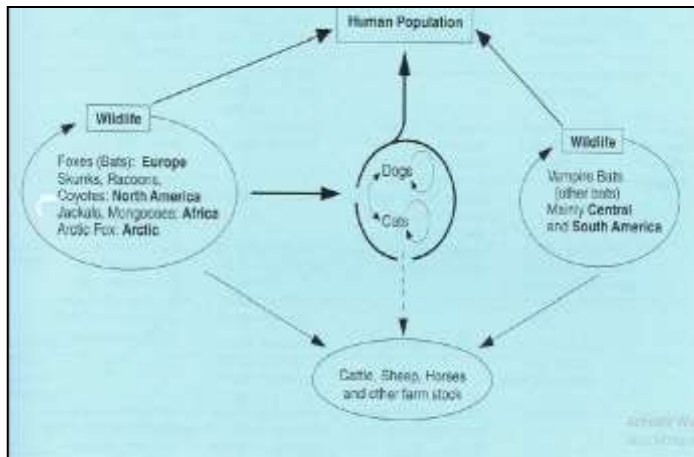 Human Population
Wildlife
Foxes (Bats): Europe
Skunks, Racoons,
Coyotes: North America
Jackals, Mongooses: Africa
Arctic Fox: Arctic
Dogs
Cats
Wildlife
Vampire Bats
(other bats)
Mainly Central
and South America
Cattle, Sheep, Horses
and other farm stock